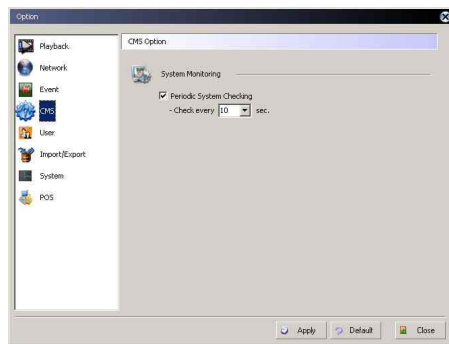 Option
Playback
Network
Event
CMS
User
Import/Export
System
POS
CMS Option
System Monitoring
Periodic System Checking
- Check every 10 sec.
Apply
Default
Close